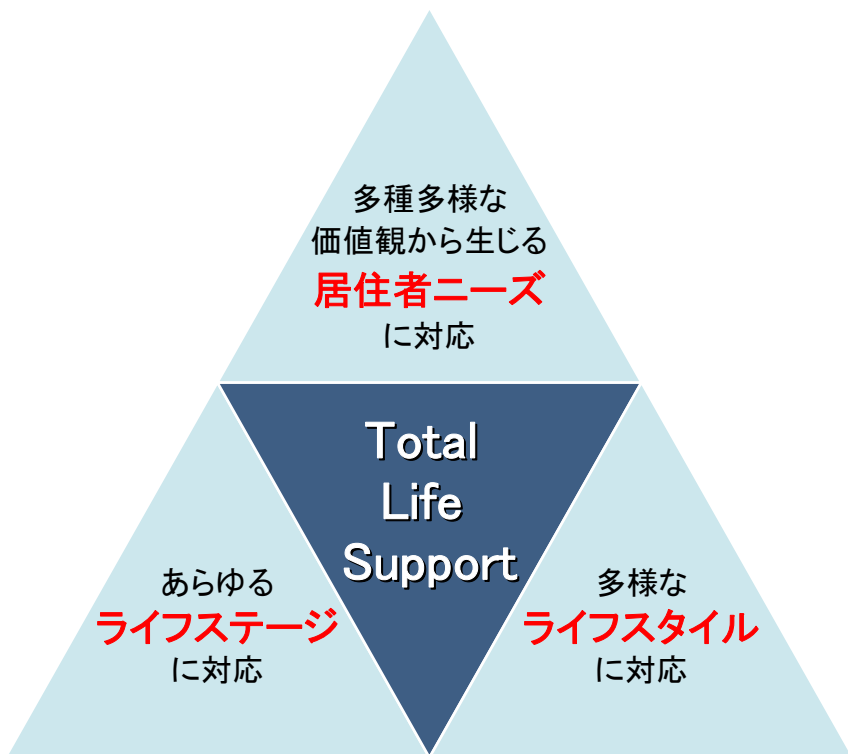 多種多様な
価値観から生じる
居住者ニーズ
に対応
Total
Life
Support
あらゆる
ライフステージ
に対応
多様な
ライフスタイル
に対応